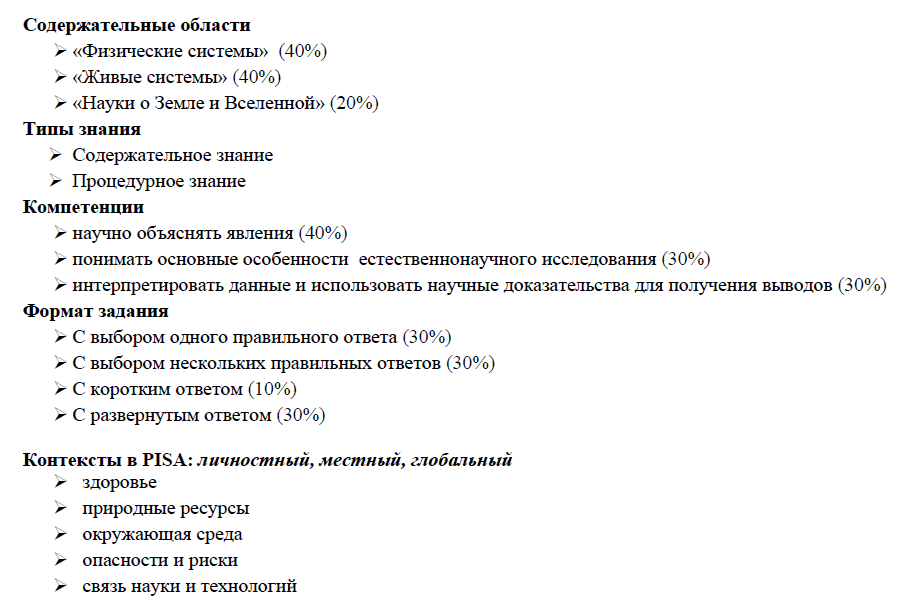 Содержательные области
➢ «Физические системы» (40%)
➢ «Живые системы» (40%)
➢ «Науки о Земле и Вселенной» (20%)
Типы знания
➢ Содержательное знание
➢ Процедурное знание
Компетенции
➢ научно объяснять явления (40%)
➢ понимать основные особенности естественнонаучного исследования (30%)
➢ интерпретировать данные и использовать научные доказательства для получения выводов (30%)
Формат задания
➢ С выбором одного правильного ответа (30%)
➢ С выбором нескольких правильных ответов (30%)
➢ С коротким ответом (10%)
➢ С развернутым ответом (30%)
Контексты в PISA: личностный, местный, глобальный
➢ здоровье
➢ природные ресурсы
➢ окружающая среда
➢ опасности и риски
➢ связь науки и технологий